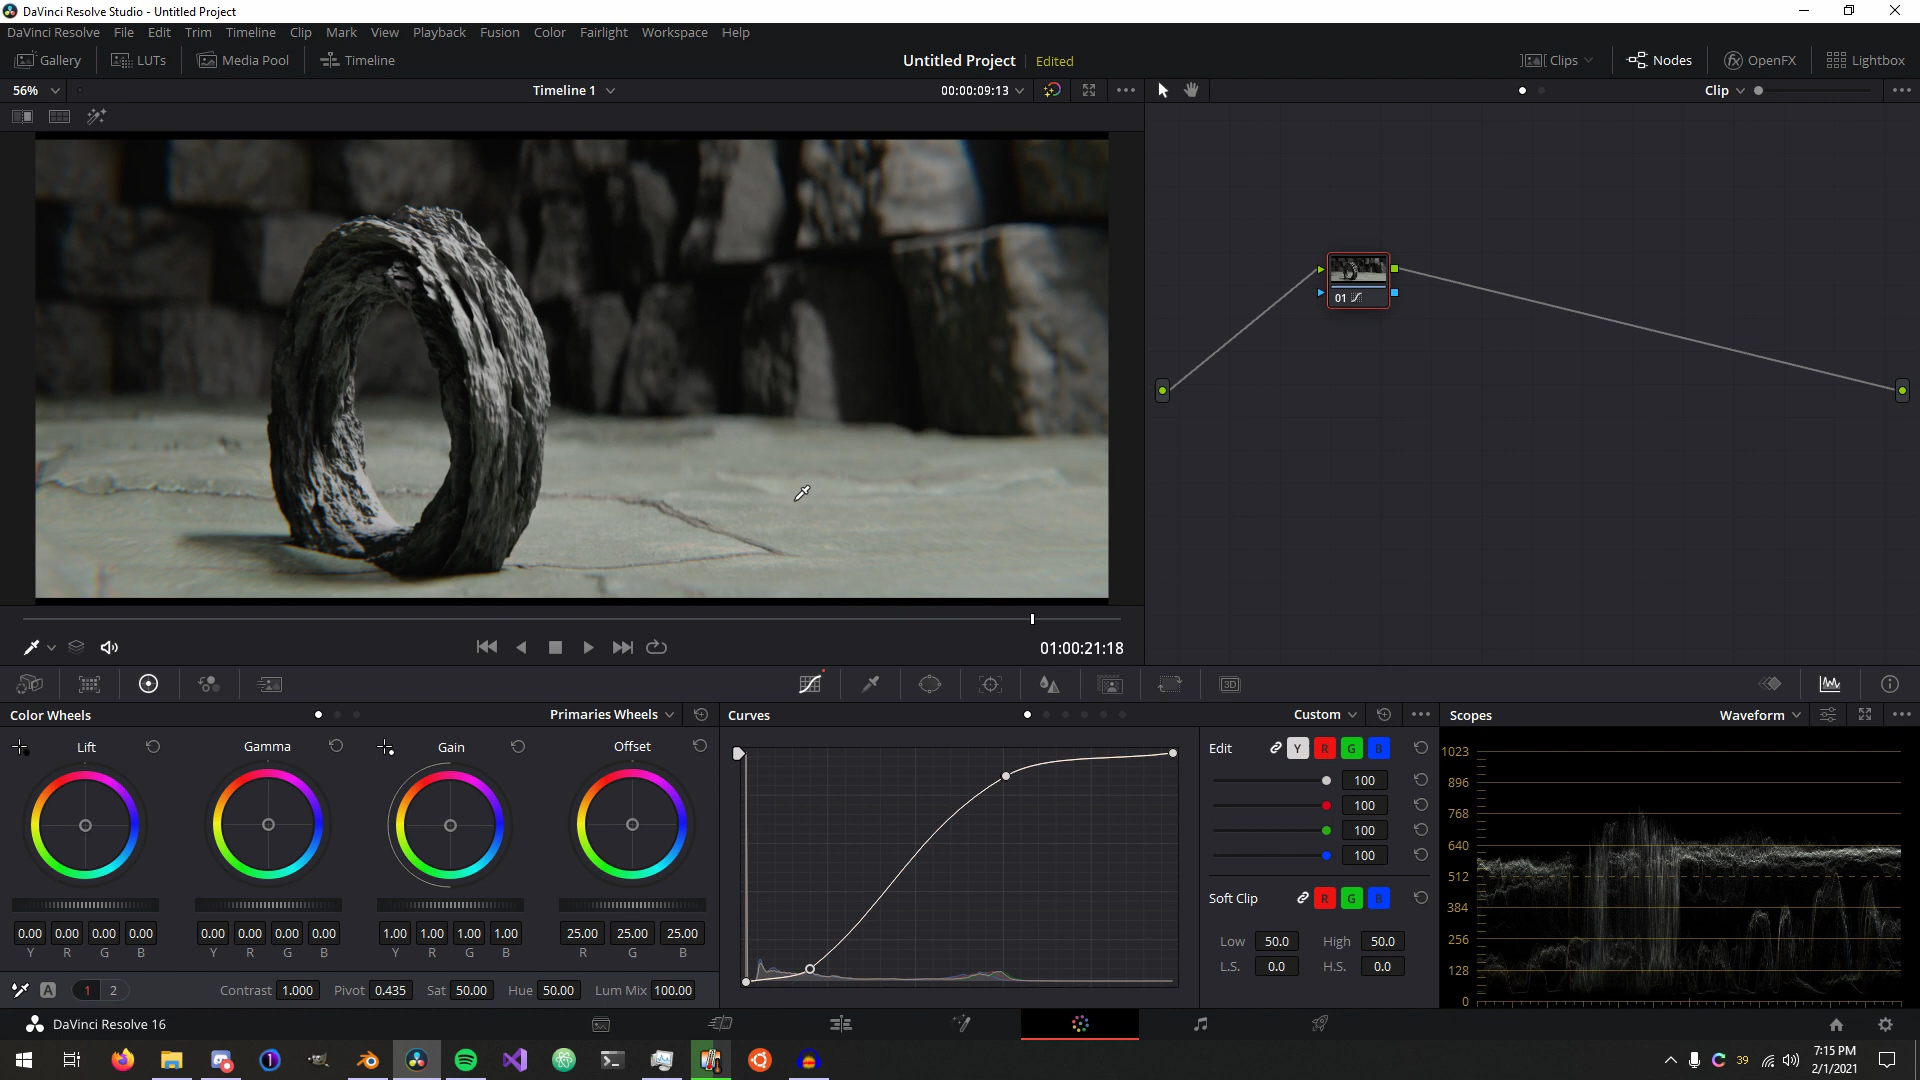 DaVinci Resolve Studio - Untitled Project
DaVinci Resolve File Edit Trim Timeline Clip Mark View Playback Fusion Color Fairlight Workspace Help
Gallery LUTs Media Pool Timeline Untitled Project Edited Clips Nodes fx OpenFX Lightbox
56% Timeline 1 00:00:09:13 Clip
01
01:00:21:18
3D
Color Wheels Primaries Wheels Curves Custom Scopes Waveform
Lift Gamma Gain Offset Edit Y R G B
1023
896
768
640
512
384
256
128
0
100
100
100
100
Soft Clip R G B
Low 50.0 High 50.0
L.S. 0.0 H.S. 0.0
0.00 0.00 0.00 0.00 0.00 0.00 0.00 0.00 1.00 1.00 1.00 1.00 25.00 25.00 25.00
Y R G B Y R G B Y R G B R G B
A 1 2 Contrast 1.000 Pivot 0.435 Sat 50.00 Hue 50.00 Lum Mix 100.00
DaVinci Resolve 16
39
7:15 PM
2/1/2021